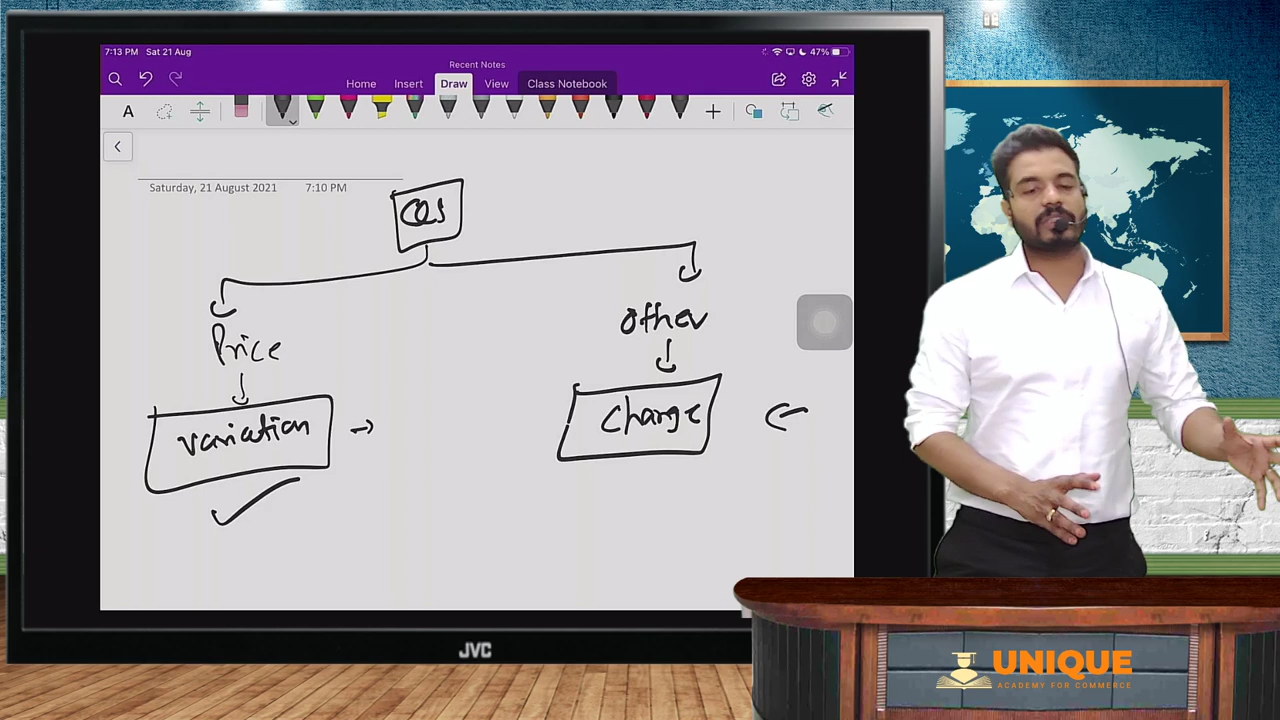 7:13 PM Sat 21 Aug
47%
Recent Notes
Home Insert Draw View Class Notebook
A
Saturday, 21 August 2021 7:10 PM
Price
Other
variation
change
JVC
UNIQUE
ACADEMY FOR COMMERCE